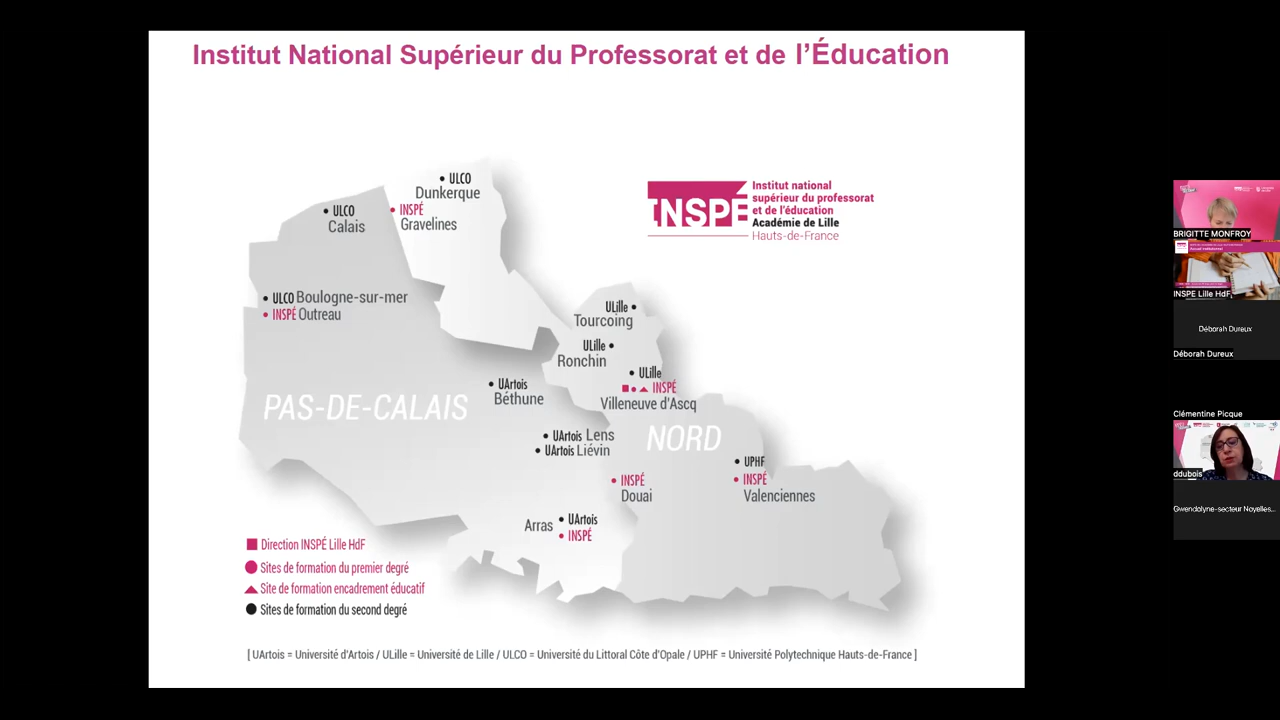 Institut National Supérieur du Professorat et de l’Éducation
INSPÉ
Institut national
supérieur du professorat
et de l'éducation
Académie de Lille
Hauts-de-France
ULCO
Dunkerque
ULCO
Calais
INSPÉ
Gravelines
ULCO Boulogne-sur-mer
INSPÉ Outreau
ULille
Tourcoing
ULille
Ronchin
ULille
INSPÉ
Villeneuve d'Ascq
UArtois
Béthune
PAS-DE-CALAIS
UArtois Lens
UArtois Liévin
NORD
UPHF
INSPÉ
Valenciennes
INSPÉ
Douai
Arras
UArtois
INSPÉ
Direction INSPÉ Lille HdF
Sites de formation du premier degré
Site de formation encadrement éducatif
Sites de formation du second degré
[ UArtois = Université d'Artois / ULille = Université de Lille / ULCO = Université du Littoral Côte d'Opale / UPHF = Université Polytechnique Hauts-de-France ]
BRIGITTE MONFROY
INSPE Lille HdF
Déborah Dureux
Déborah Dureux
Clémentine Picque
ddubois
Gwendolyne-secteur Noyelles...